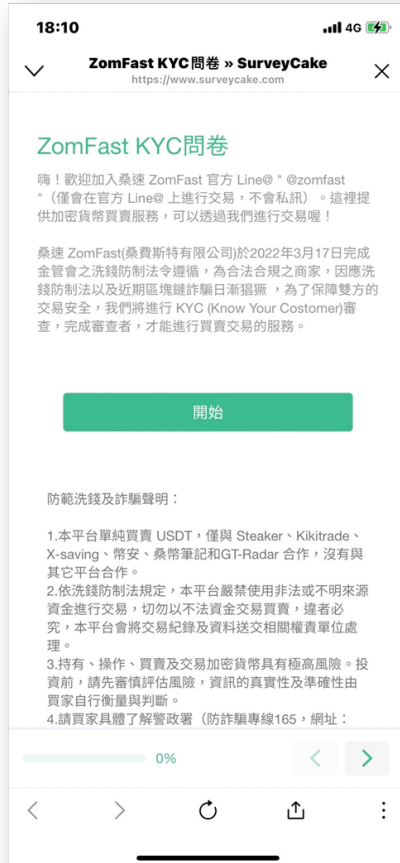 18:10
4G
ZomFast KYC問卷 » SurveyCake
https://www.surveycake.com
ZomFast KYC問卷
嗨！歡迎加入桑速 ZomFast 官方 Line@ " @zomfast
"（僅會在官方 Line@ 上進行交易，不會私訊）。這裡提
供加密貨幣買賣服務，可以透過我們進行交易喔！
桑速 ZomFast(桑費斯特有限公司)於2022年3月17日完成
金管會之洗錢防制法令遵循，為合法合規之商家，因應洗
錢防制法以及近期區塊鏈詐騙日漸猖獗 ，為了保障雙方的
交易安全，我們將進行 KYC (Know Your Costomer)審
查，完成審查者，才能進行買賣交易的服務。
開始
防範洗錢及詐騙聲明：
1.本平台單純買賣 USDT，僅與 Steaker、Kikitrade、
X-saving、幣安、桑幣筆記和GT-Radar 合作，沒有與
其它平台合作。
2.依洗錢防制法規定，本平台嚴禁使用非法或不明來源
資金進行交易，切勿以不法資金交易買賣，違者必
究，本平台會將交易紀錄及資料送交相關權責單位處
理。
3.持有、操作、買賣及交易加密貨幣具有極高風險。投
資前，請先審慎評估風險，資訊的真實性及準確性由
買家自行衡量與判斷。
4.請買家具體了解警政署（防詐騙專線165，網址：
0%